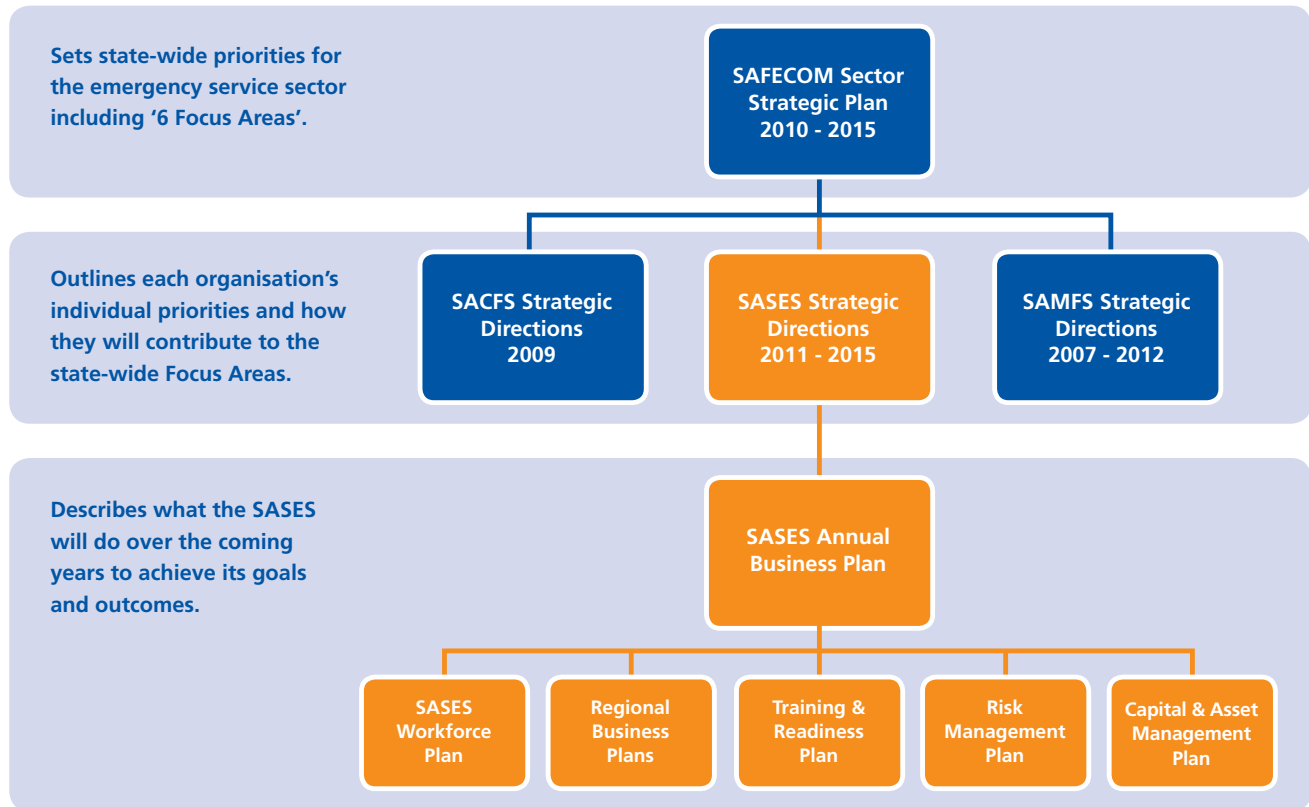 Sets state-wide priorities for
the emergency service sector
including ‘6 Focus Areas’.
SAFECOM Sector
Strategic Plan
2010 - 2015
Outlines each organisation’s
individual priorities and how
they will contribute to the
state-wide Focus Areas.
SACFS Strategic
Directions
2009
SASES Strategic
Directions
2011 - 2015
SAMFS Strategic
Directions
2007 - 2012
Describes what the SASES
will do over the coming
years to achieve its goals
and outcomes.
SASES Annual
Business Plan
SASES
Workforce
Plan
Regional
Business
Plans
Training &
Readiness
Plan
Risk
Management
Plan
Capital & Asset
Management
Plan